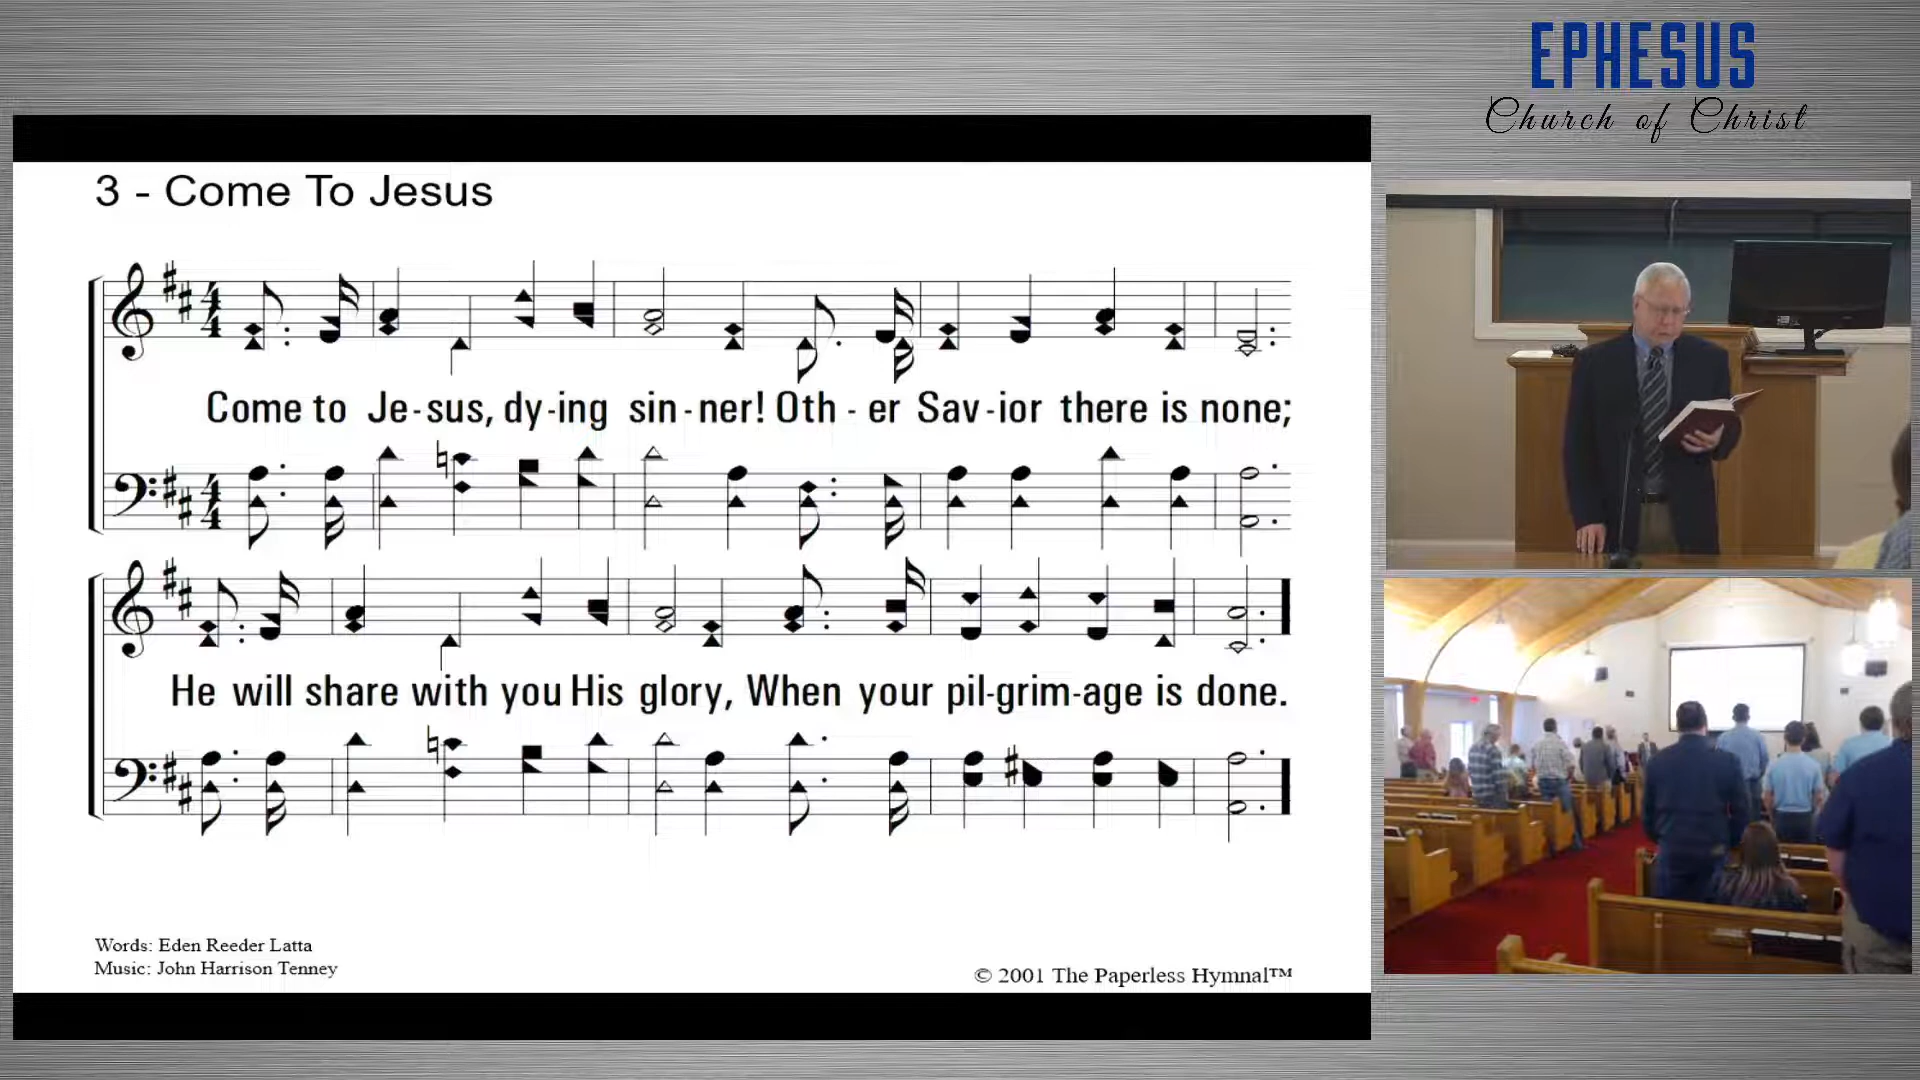 EPHESUS
Church of Christ
3 - Come To Jesus
Come to Je-sus, dy-ing sin-ner! Oth-er Sav-ior there is none;
He will share with you His glory, When your pil-grim-age is done.
Words: Eden Reeder Latta
Music: John Harrison Tenney
© 2001 The Paperless Hymnal™